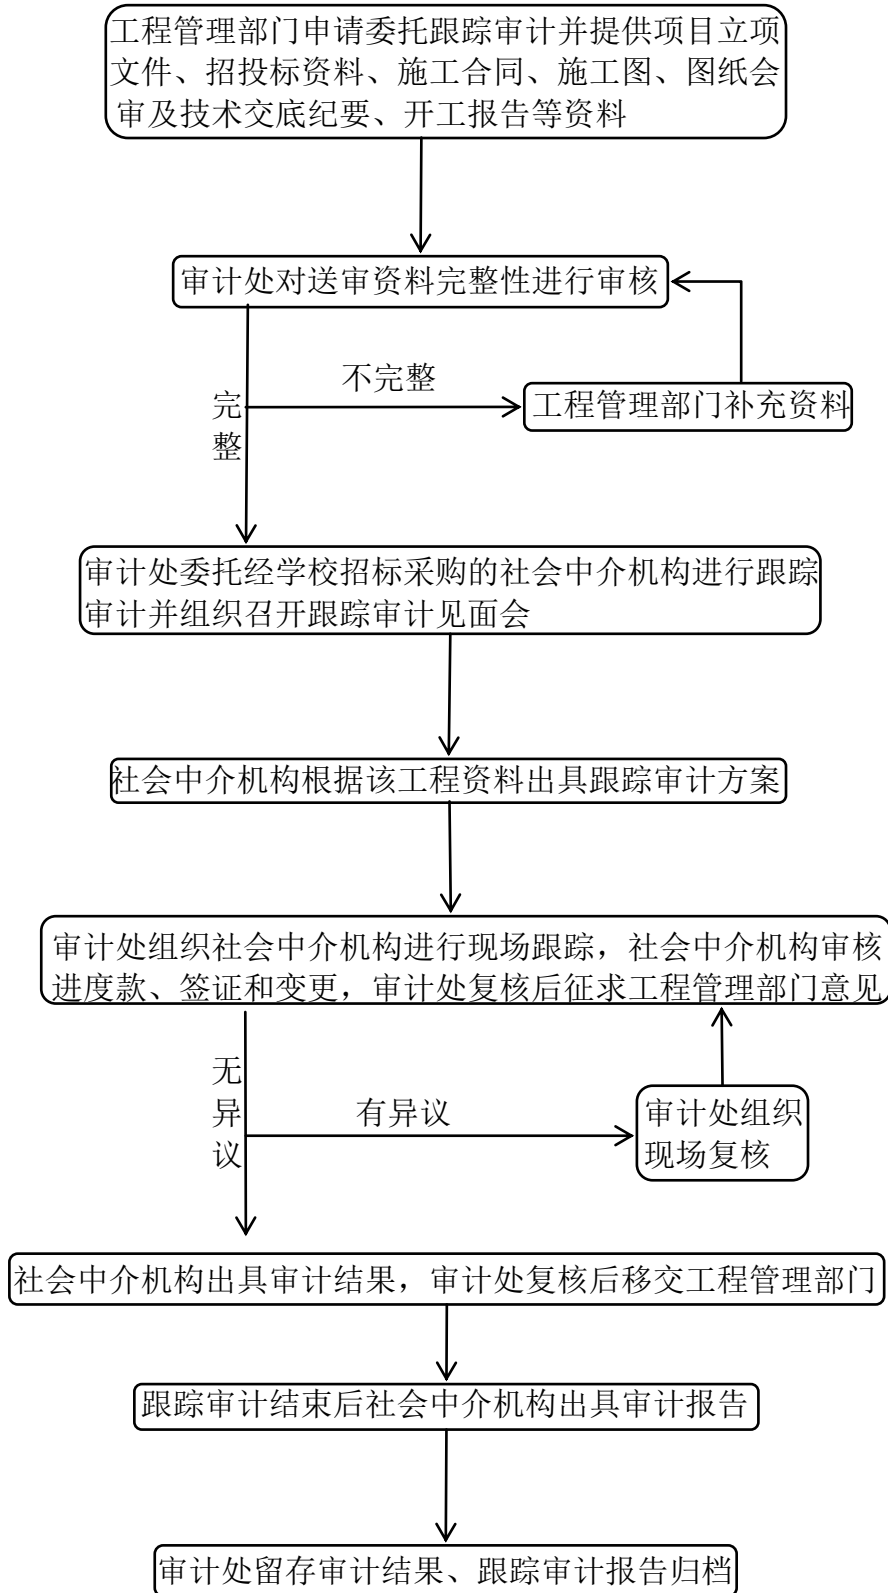 工程管理部门申请委托跟踪审计并提供项目立项
文件、招投标资料、施工合同、施工图、图纸会
审及技术交底纪要、开工报告等资料
审计处对送审资料完整性进行审核
不完整
完
整
工程管理部门补充资料
审计处委托经学校招标采购的社会中介机构进行跟踪
审计并组织召开跟踪审计见面会
社会中介机构根据该工程资料出具跟踪审计方案
审计处组织社会中介机构进行现场跟踪，社会中介机构审核
进度款、签证和变更，审计处复核后征求工程管理部门意见
无
异
议
有异议
审计处组织
现场复核
社会中介机构出具审计结果，审计处复核后移交工程管理部门
跟踪审计结束后社会中介机构出具审计报告
审计处留存审计结果、跟踪审计报告归档